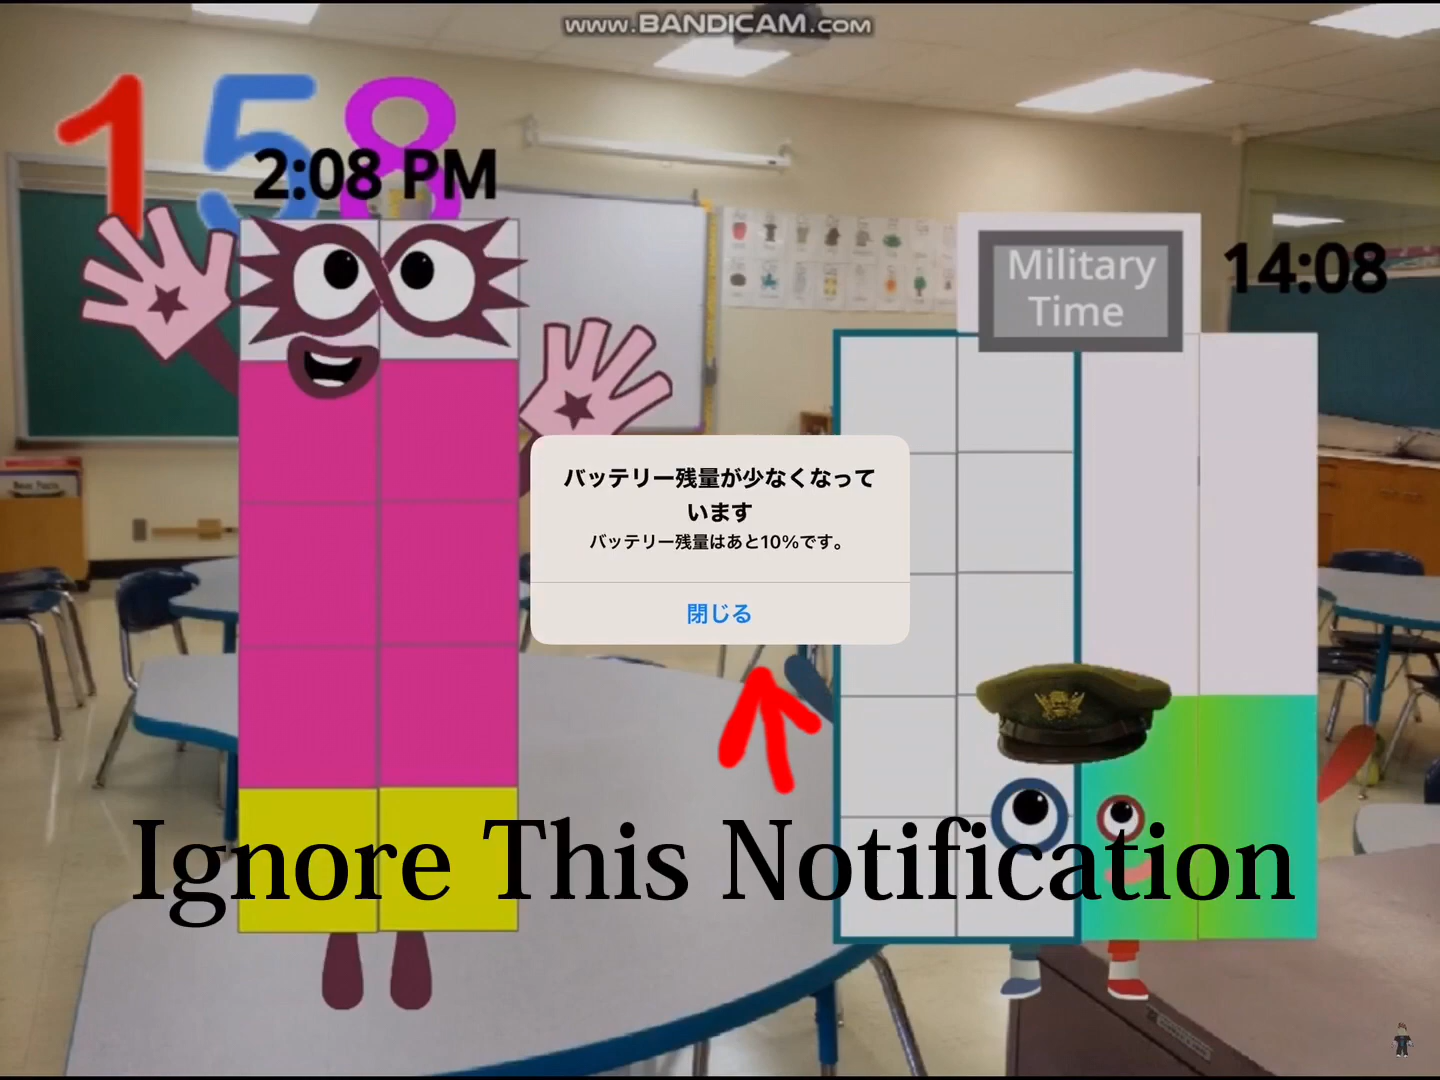 www.BANDICAM.com
158
2:08 PM
Military
Time
14:08
バッテリー残量が少なくなって
います
バッテリー残量はあと10%です。
閉じる
Ignore This Notification